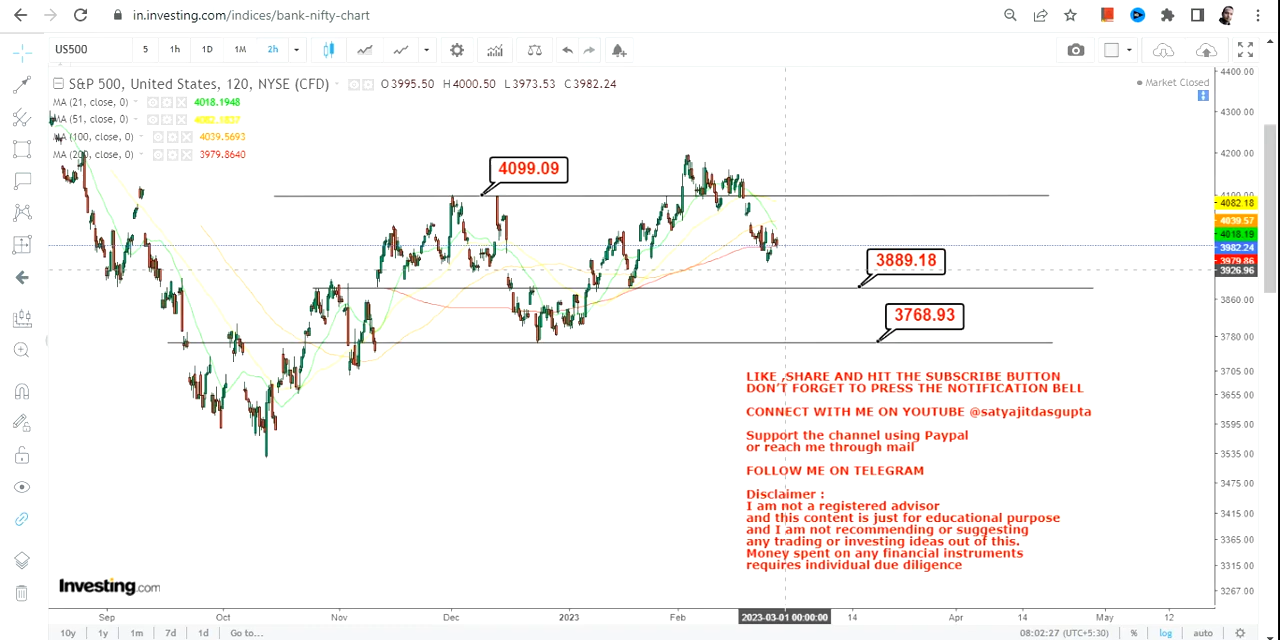 in.investing.com/indices/bank-nifty-chart
US500 5 1h 1D 1M 2h
S&P 500, United States, 120, NYSE (CFD) O3995.50 H4000.50 L3973.53 C3982.24
Market Closed
MA (21, close, 0) 4018.1948
MA (51, close, 0)
MA (100, close, 0) 4039.5693
MA (200, close, 0) 3979.8640
4099.09
3889.18
3768.93
4400.00
4300.00
4200.00
4100.00
4082.18
4039.57
4018.19
3982.24
3979.86
3926.96
3860.00
3780.00
3705.00
3655.00
3595.00
3535.00
3475.00
3415.00
3365.00
3315.00
3267.00
LIKE ,SHARE AND HIT THE SUBSCRIBE BUTTON
DON'T FORGET TO PRESS THE NOTIFICATION BELL
CONNECT WITH ME ON YOUTUBE @satyajitdasgupta
Support the channel using Paypal
or reach me through mail
FOLLOW ME ON TELEGRAM
Disclaimer :
I am not a registered advisor
and this content is just for educational purpose
and I am not recommending or suggesting
any trading or investing ideas out of this.
Money spent on any financial instruments
requires individual due diligence
Investing.com
Sep Oct Nov Dec 2023 Feb 2023-03-01 00:00:00 14 Apr 14 May 12
10y 1y 1m 7d 1d Go to... 08:02:27 (UTC+5:30) % log auto